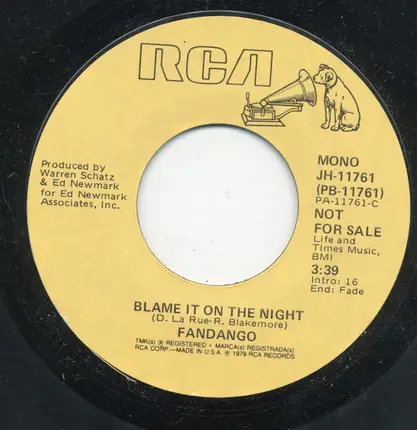 RCA
Produced by
Warren Schatz
& Ed Newmark
for Ed Newmark
Associates, Inc.
MONO
JH-11761
(PB-11761)
PA-11761-C
NOT
FOR SALE
Life and
Times Music,
BMI
3:39
Intro: 16
End: Fade
BLAME IT ON THE NIGHT
(D. La Rue-R. Blakemore)
FANDANGO
TMK(s) ® REGISTERED • MARCA(s) REGISTRADA(s)
RCA CORP.—MADE IN U.S.A. ℗ 1979 RCA RECORDS